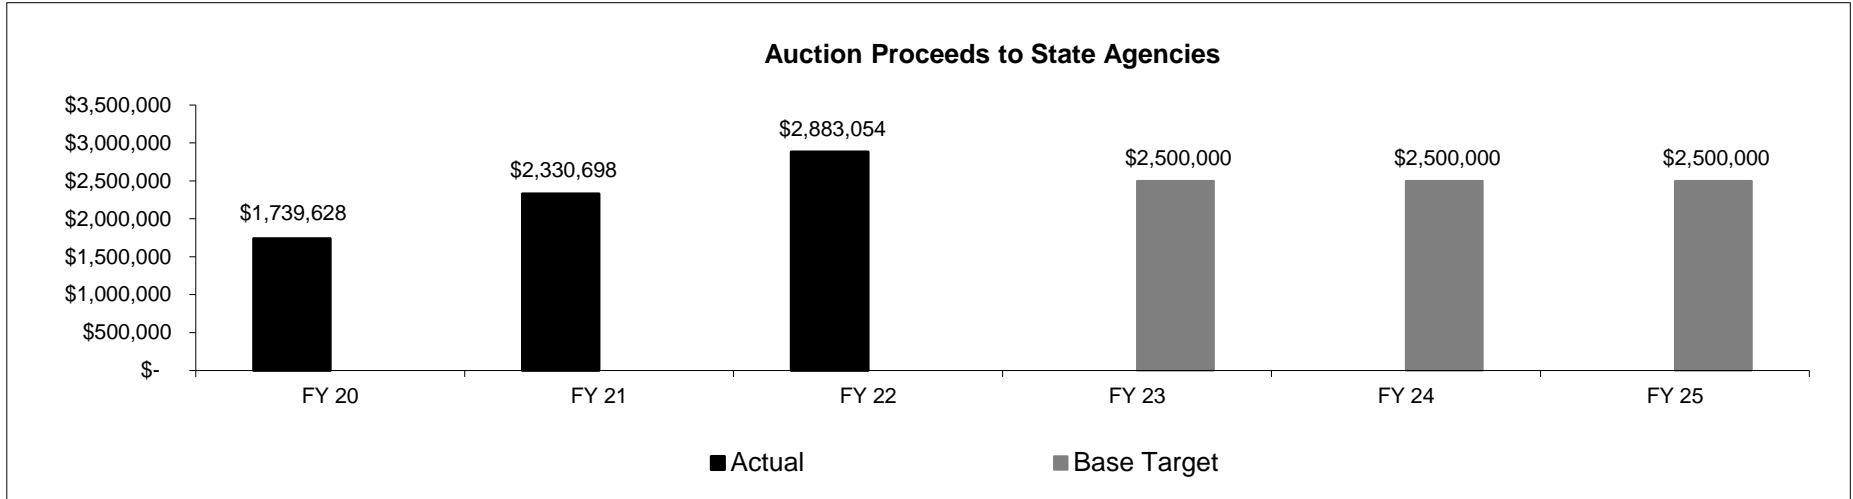 Auction Proceeds to State Agencies
$3,500,000
$3,000,000
$2,500,000
$2,000,000
$1,500,000
$1,000,000
$500,000
$-
$1,739,628
$2,330,698
$2,883,054
$2,500,000
$2,500,000
$2,500,000
FY 20
FY 21
FY 22
FY 23
FY 24
FY 25
Actual
Base Target